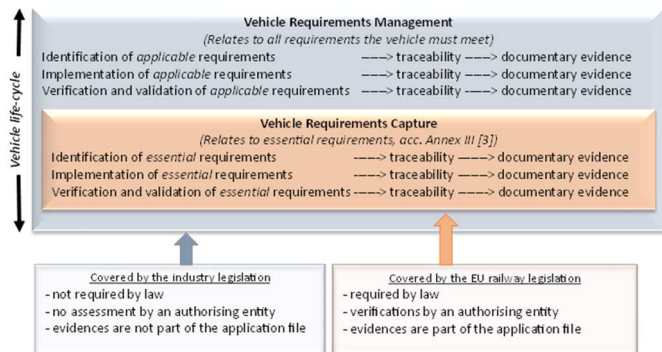 Vehicle life-cycle
Vehicle Requirements Management
(Relates to all requirements the vehicle must meet)
Identification of applicable requirements -----> traceability -----> documentary evidence
Implementation of applicable requirements -----> traceability -----> documentary evidence
Verification and validation of applicable requirements -----> traceability -----> documentary evidence
Vehicle Requirements Capture
(Relates to essential requirements, acc. Annex III [3])
Identification of essential requirements -----> traceability -----> documentary evidence
Implementation of essential requirements -----> traceability -----> documentary evidence
Verification and validation of essential requirements -----> traceability -----> documentary evidence
Covered by the industry legislation
- not required by law
- no assessment by an authorising entity
- evidences are not part of the application file
Covered by the EU railway legislation
- required by law
- verifications by an authorising entity
- evidences are part of the application file